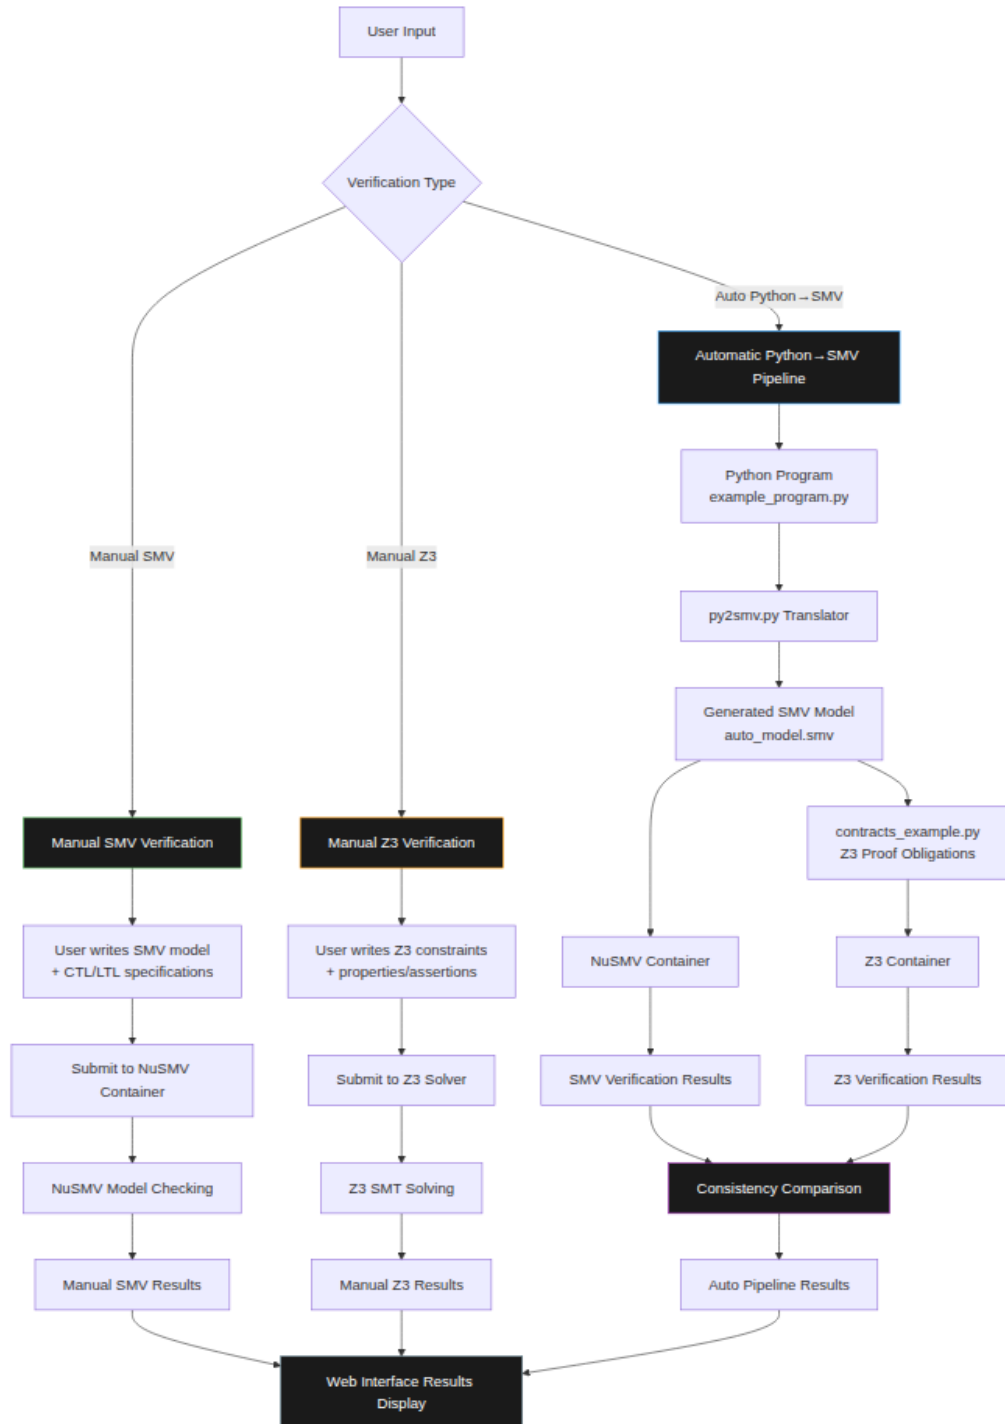 User Input
Verification Type
Auto Python→SMV
Automatic Python→SMV
Pipeline
Python Program
example_program.py
Manual SMV
Manual Z3
py2smv.py Translator
Generated SMV Model
auto_model.smv
Manual SMV Verification
Manual Z3 Verification
contracts_example.py
Z3 Proof Obligations
User writes SMV model
+ CTL/LTL specifications
User writes Z3 constraints
+ properties/assertions
NuSMV Container
Z3 Container
Submit to NuSMV
Container
Submit to Z3 Solver
SMV Verification Results
Z3 Verification Results
NuSMV Model Checking
Z3 SMT Solving
Consistency Comparison
Manual SMV Results
Manual Z3 Results
Auto Pipeline Results
Web Interface Results
Display